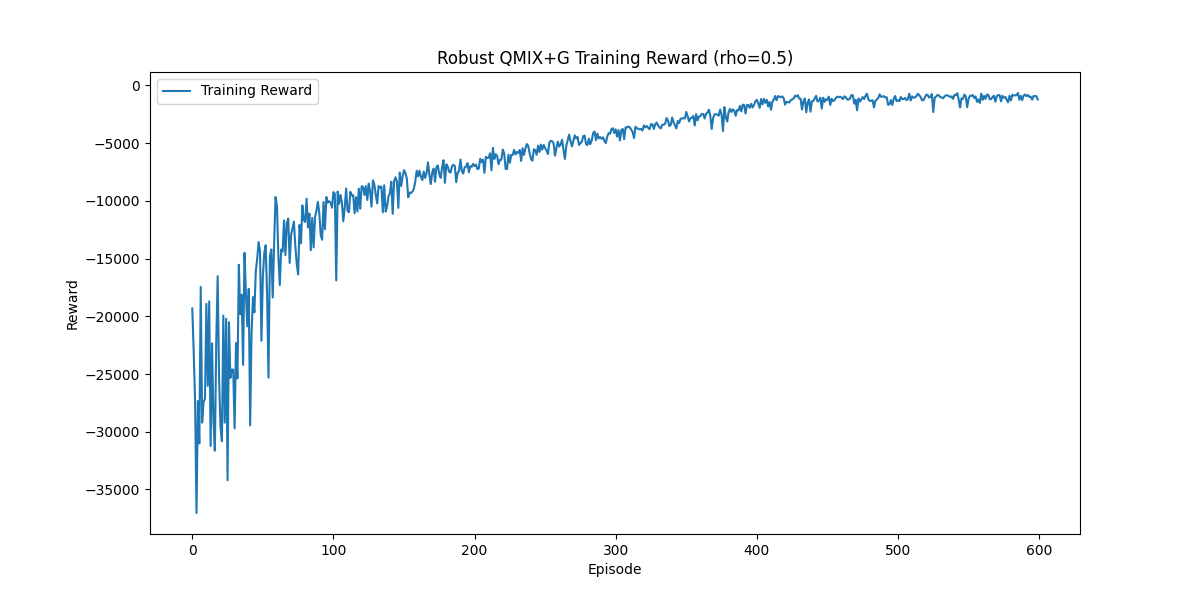 Robust QMIX+G Training Reward (rho=0.5)
Training Reward
0
−5000
−10000
−15000
−20000
−25000
−30000
−35000
Reward
0 100 200 300 400 500 600
Episode